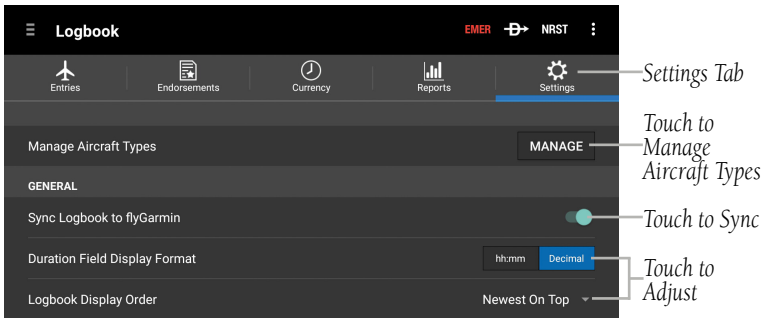 Logbook
EMER
NRST
Entries
Endorsements
Currency
Reports
Settings
Settings Tab
Manage Aircraft Types
MANAGE
Touch to
Manage
Aircraft Types
GENERAL
Sync Logbook to flyGarmin
Touch to Sync
Duration Field Display Format
hh:mm
Decimal
Logbook Display Order
Newest On Top
Touch to
Adjust